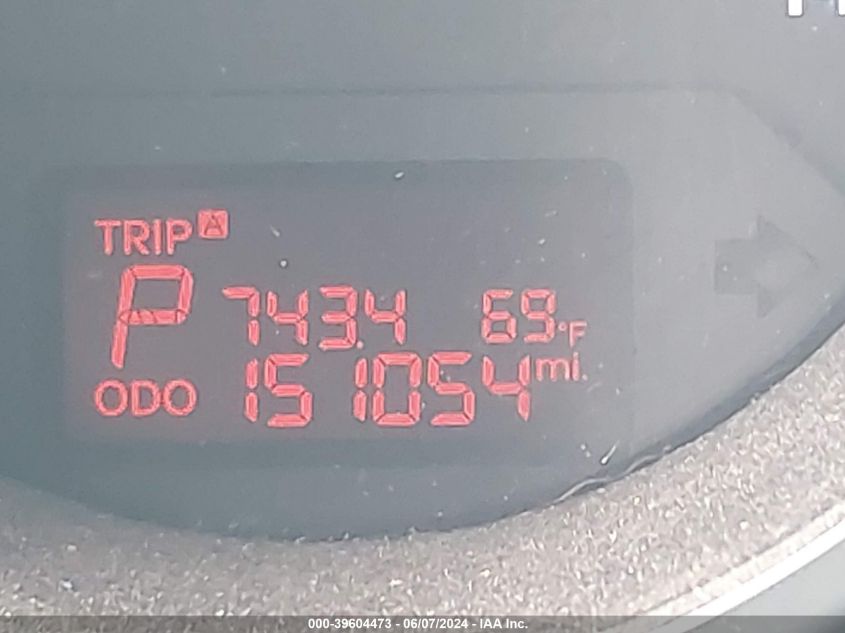 TRIP A
P 743.4 69°F
ODO 151054 mi.
000-39604473 - 06/07/2024 - IAA Inc.